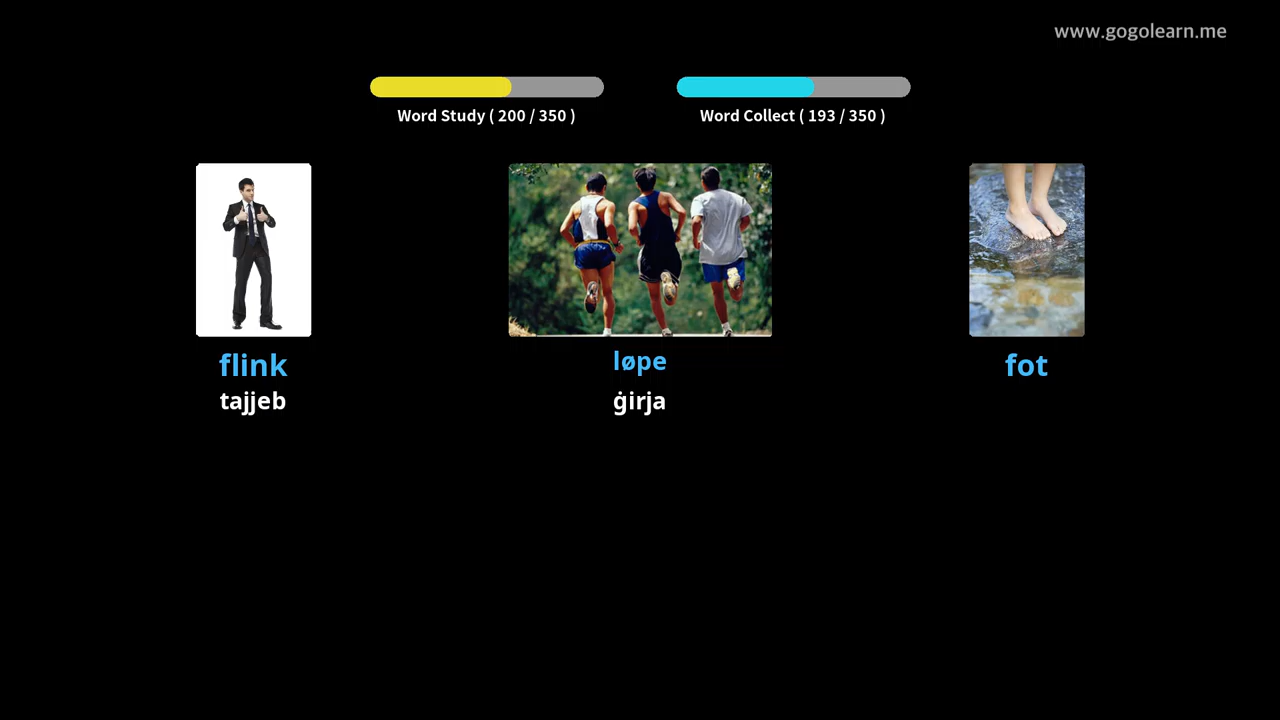 www.gogolearn.me
Word Study ( 200 / 350 )
Word Collect ( 193 / 350 )
flink
løpe
fot
tajjeb
ġirja